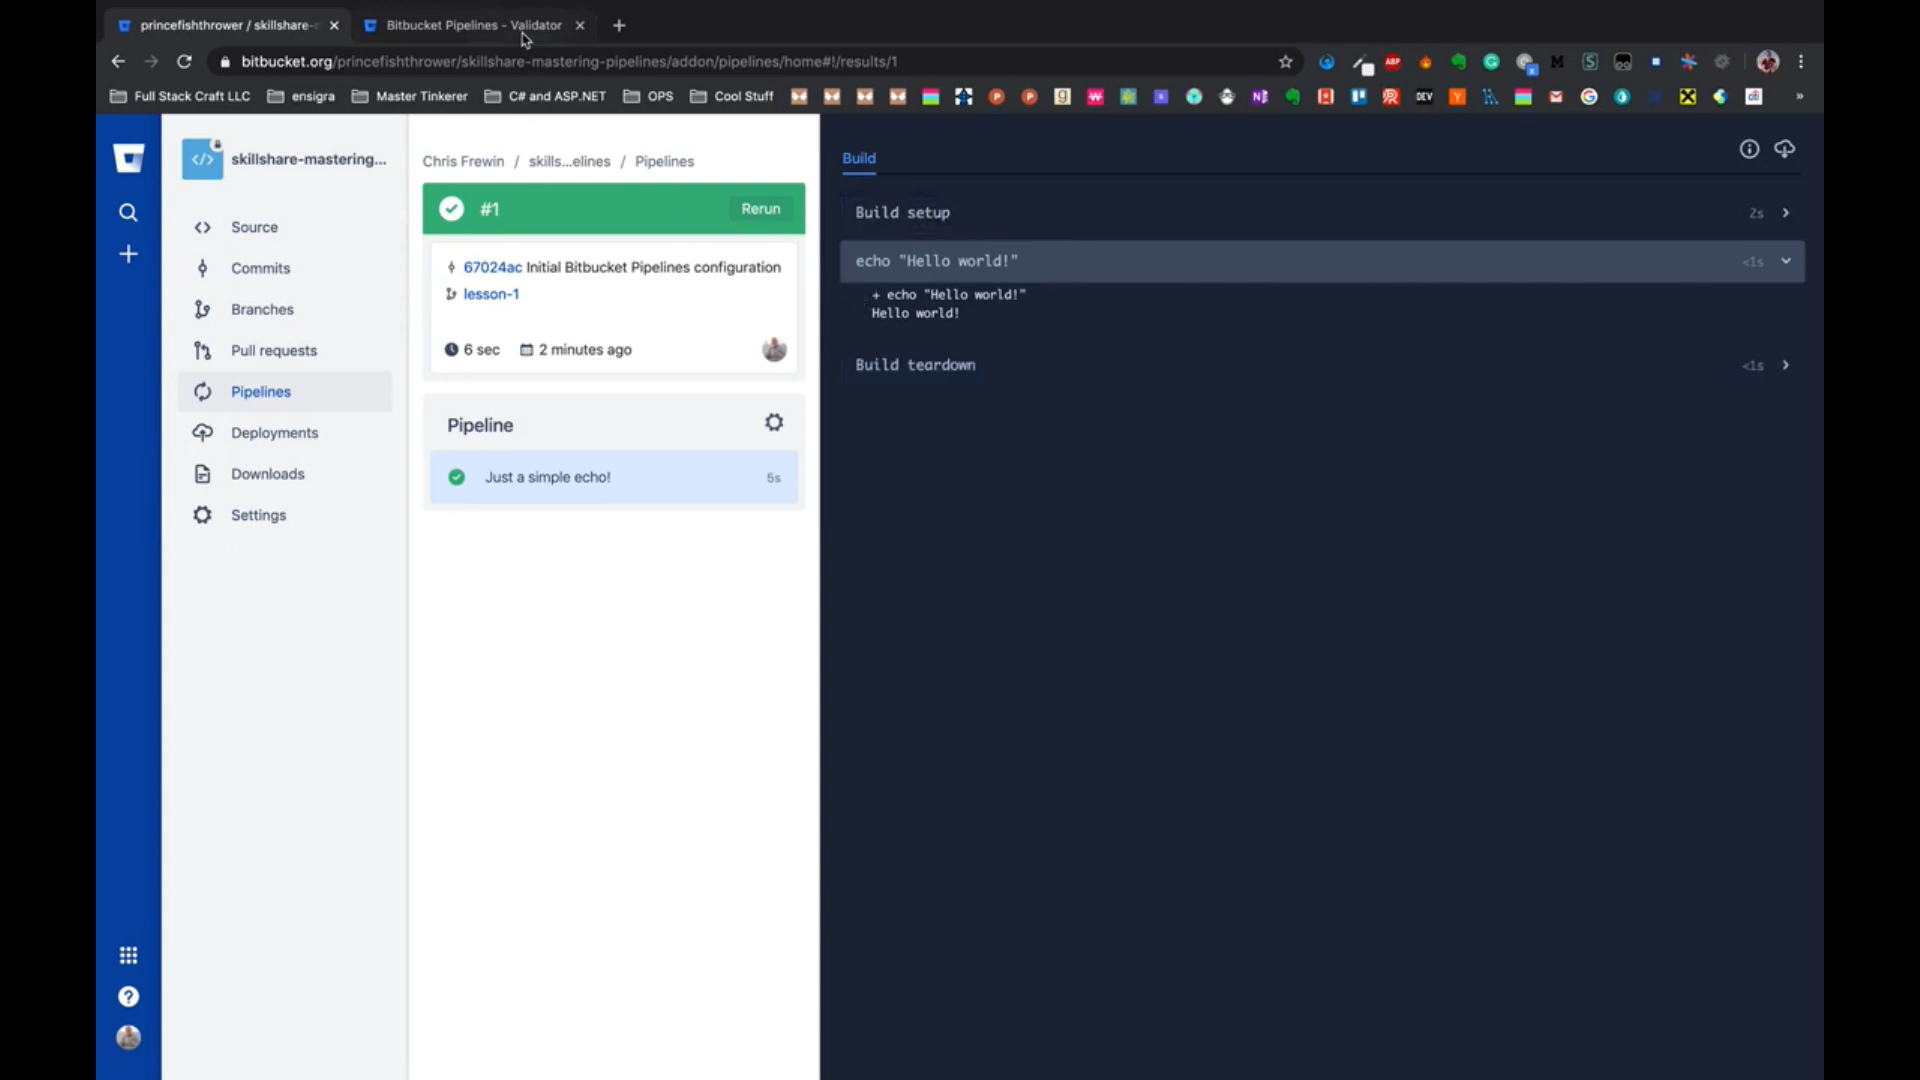 princefishthrower / skillshare-
Bitbucket Pipelines - Validator
bitbucket.org/princefishthrower/skillshare-mastering-pipelines/addon/pipelines/home#!/results/1
Full Stack Craft LLC
ensigra
Master Tinkerer
C# and ASP.NET
OPS
Cool Stuff
skillshare-mastering...
Source
Commits
Branches
Pull requests
Pipelines
Deployments
Downloads
Settings
Chris Frewin / skills...elines / Pipelines
#1
Rerun
67024ac Initial Bitbucket Pipelines configuration
lesson-1
6 sec
2 minutes ago
Pipeline
Just a simple echo!
5s
Build
Build setup
2s
echo "Hello world!"
<1s
+ echo "Hello world!"
Hello world!
Build teardown
<1s